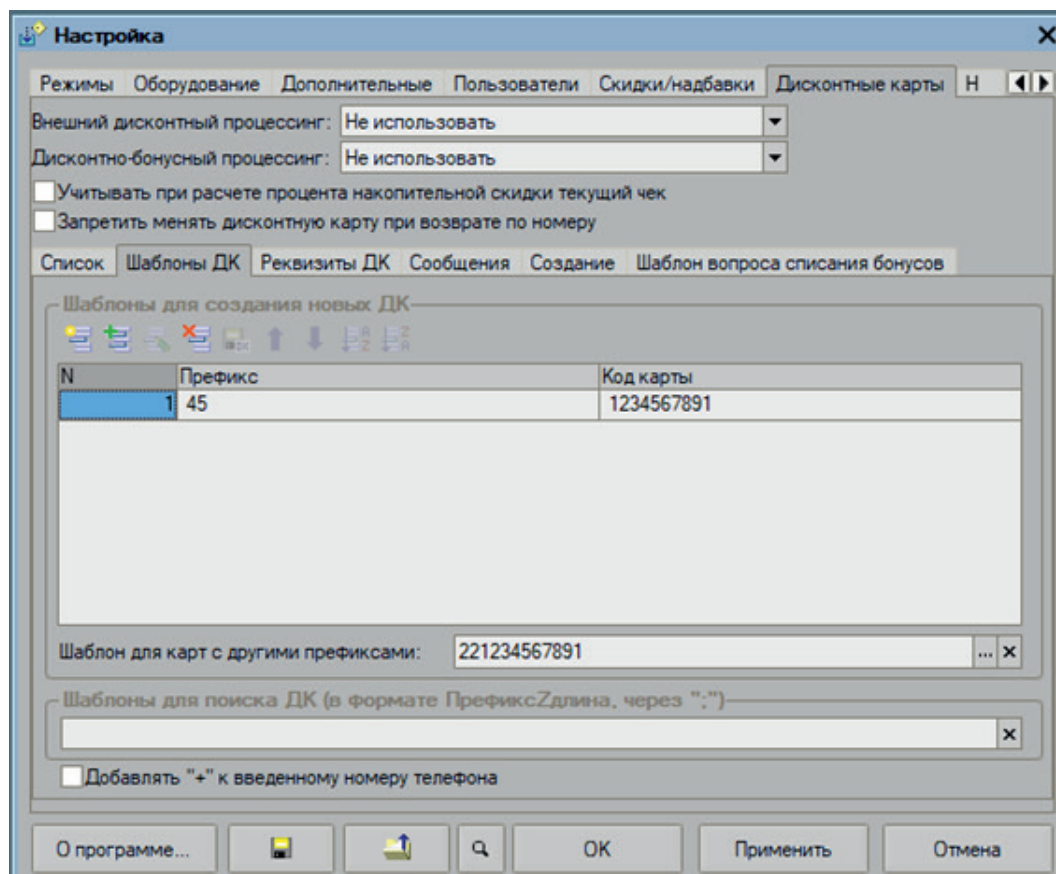 Настройка
Режимы Оборудование Дополнительные Пользователи Скидки/надбавки Дисконтные карты Н
Внешний дисконтный процессинг: Не использовать
Дисконтно-бонусный процессинг: Не использовать
Учитывать при расчете процента накопительной скидки текущий чек
Запретить менять дисконтную карту при возврате по номеру
Список Шаблоны ДК Реквизиты ДК Сообщения Создание Шаблон вопроса списания бонусов
Шаблоны для создания новых ДК
N Префикс Код карты
1 45 1234567891
Шаблон для карт с другими префиксами: 221234567891 ...
Шаблоны для поиска ДК (в формате ПрефиксZдлина, через ";")
Добавлять "+" к введенному номеру телефона
О программе... OK Применить Отмена